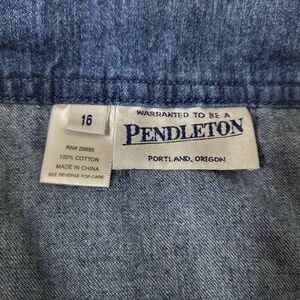 16
RN# 29685
100% COTTON
MADE IN CHINA
SEE REVERSE FOR CARE
WARRANTED TO BE A
PENDLETON
PORTLAND, OREGON